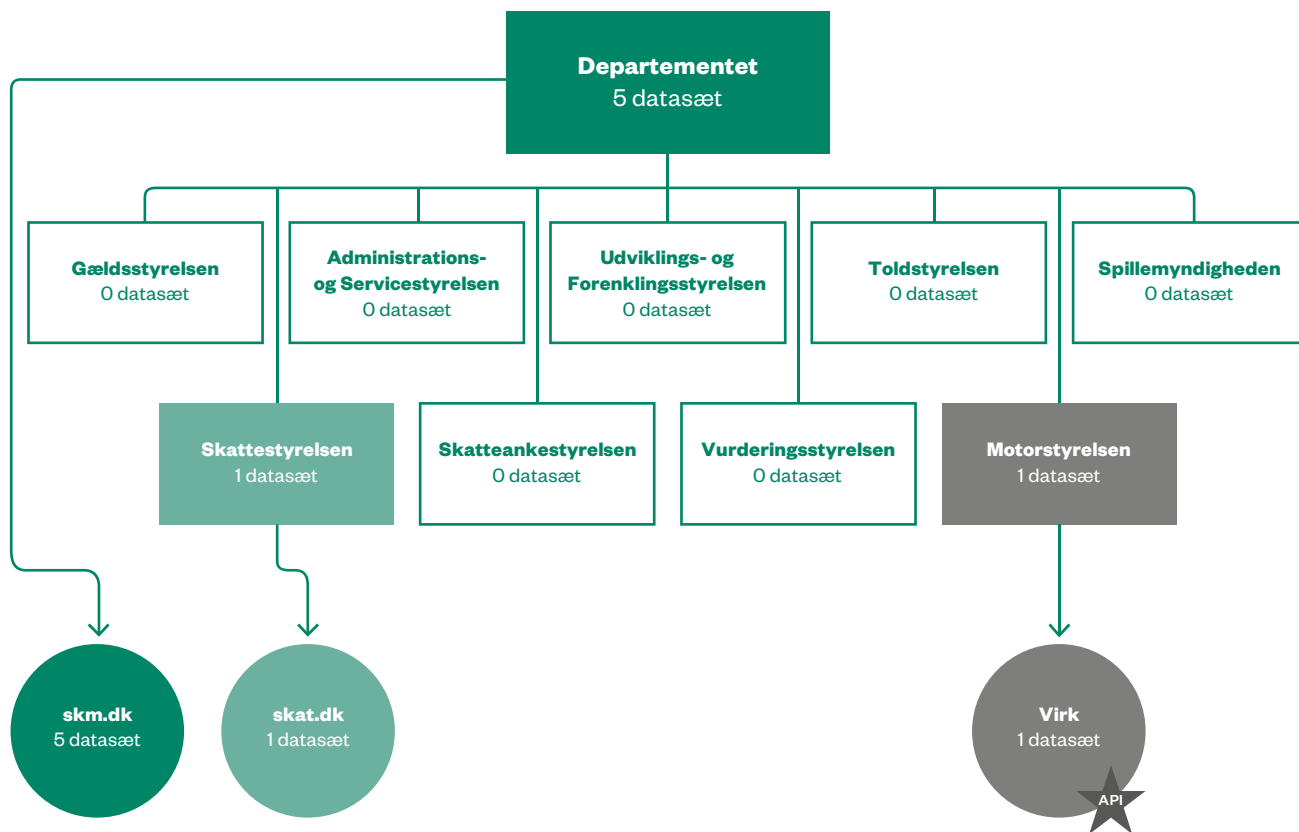 Departementet
5 datasæt
Gældsstyrelsen
0 datasæt
Administrations-
og Servicestyrelsen
0 datasæt
Udviklings- og
Forenklingsstyrelsen
0 datasæt
Toldstyrelsen
0 datasæt
Spillemyndigheden
0 datasæt
Skattestyrelsen
1 datasæt
Skatteankestyrelsen
0 datasæt
Vurderingsstyrelsen
0 datasæt
Motorstyrelsen
1 datasæt
skm.dk
5 datasæt
skat.dk
1 datasæt
Virk
1 datasæt
API